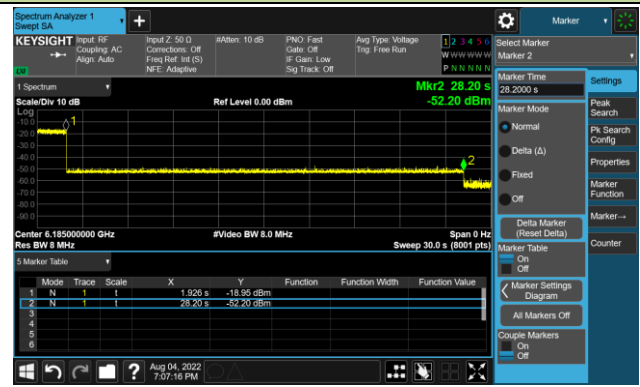 Spectrum Analyzer 1
Swept SA
+
Marker
KEYSIGHT
Input: RF
Coupling: AC
Align: Auto
Input Z: 50 Ω
Corrections: Off
Freq Ref: Int (S)
NFE: Adaptive
#Atten: 10 dB
PNO: Fast
Gate: Off
IF Gain: Low
Sig Track: Off
Avg Type: Voltage
Trig: Free Run
1 2 3 4 5 6
W W W W W W
P N N N N N
LXI
Select Marker
Marker 2
1 Spectrum
Scale/Div 10 dB
Log
Ref Level 0.00 dBm
Mkr2 28.20 s
-52.20 dBm
-10.0
-20.0
-30.0
-40.0
-50.0
-60.0
-70.0
-80.0
-90.0
1
2
Center 6.185000000 GHz
Res BW 8 MHz
#Video BW 8.0 MHz
Span 0 Hz
Sweep 30.0 s (8001 pts)
5 Marker Table
Mode Trace Scale X Y Function Function Width Function Value
1 N 1 t 1.926 s -18.95 dBm
2 N 1 t 28.20 s -52.20 dBm
3
4
5
6
Marker Time
28.2000 s
Marker Mode
Normal
Delta (Δ)
Fixed
Off
Delta Marker
(Reset Delta)
Marker Table
On
Off
Marker Settings
Diagram
All Markers Off
Couple Markers
On
Off
Settings
Peak
Search
Pk Search
Config
Properties
Marker
Function
Marker→
Counter
?
Aug 04, 2022
7:07:16 PM